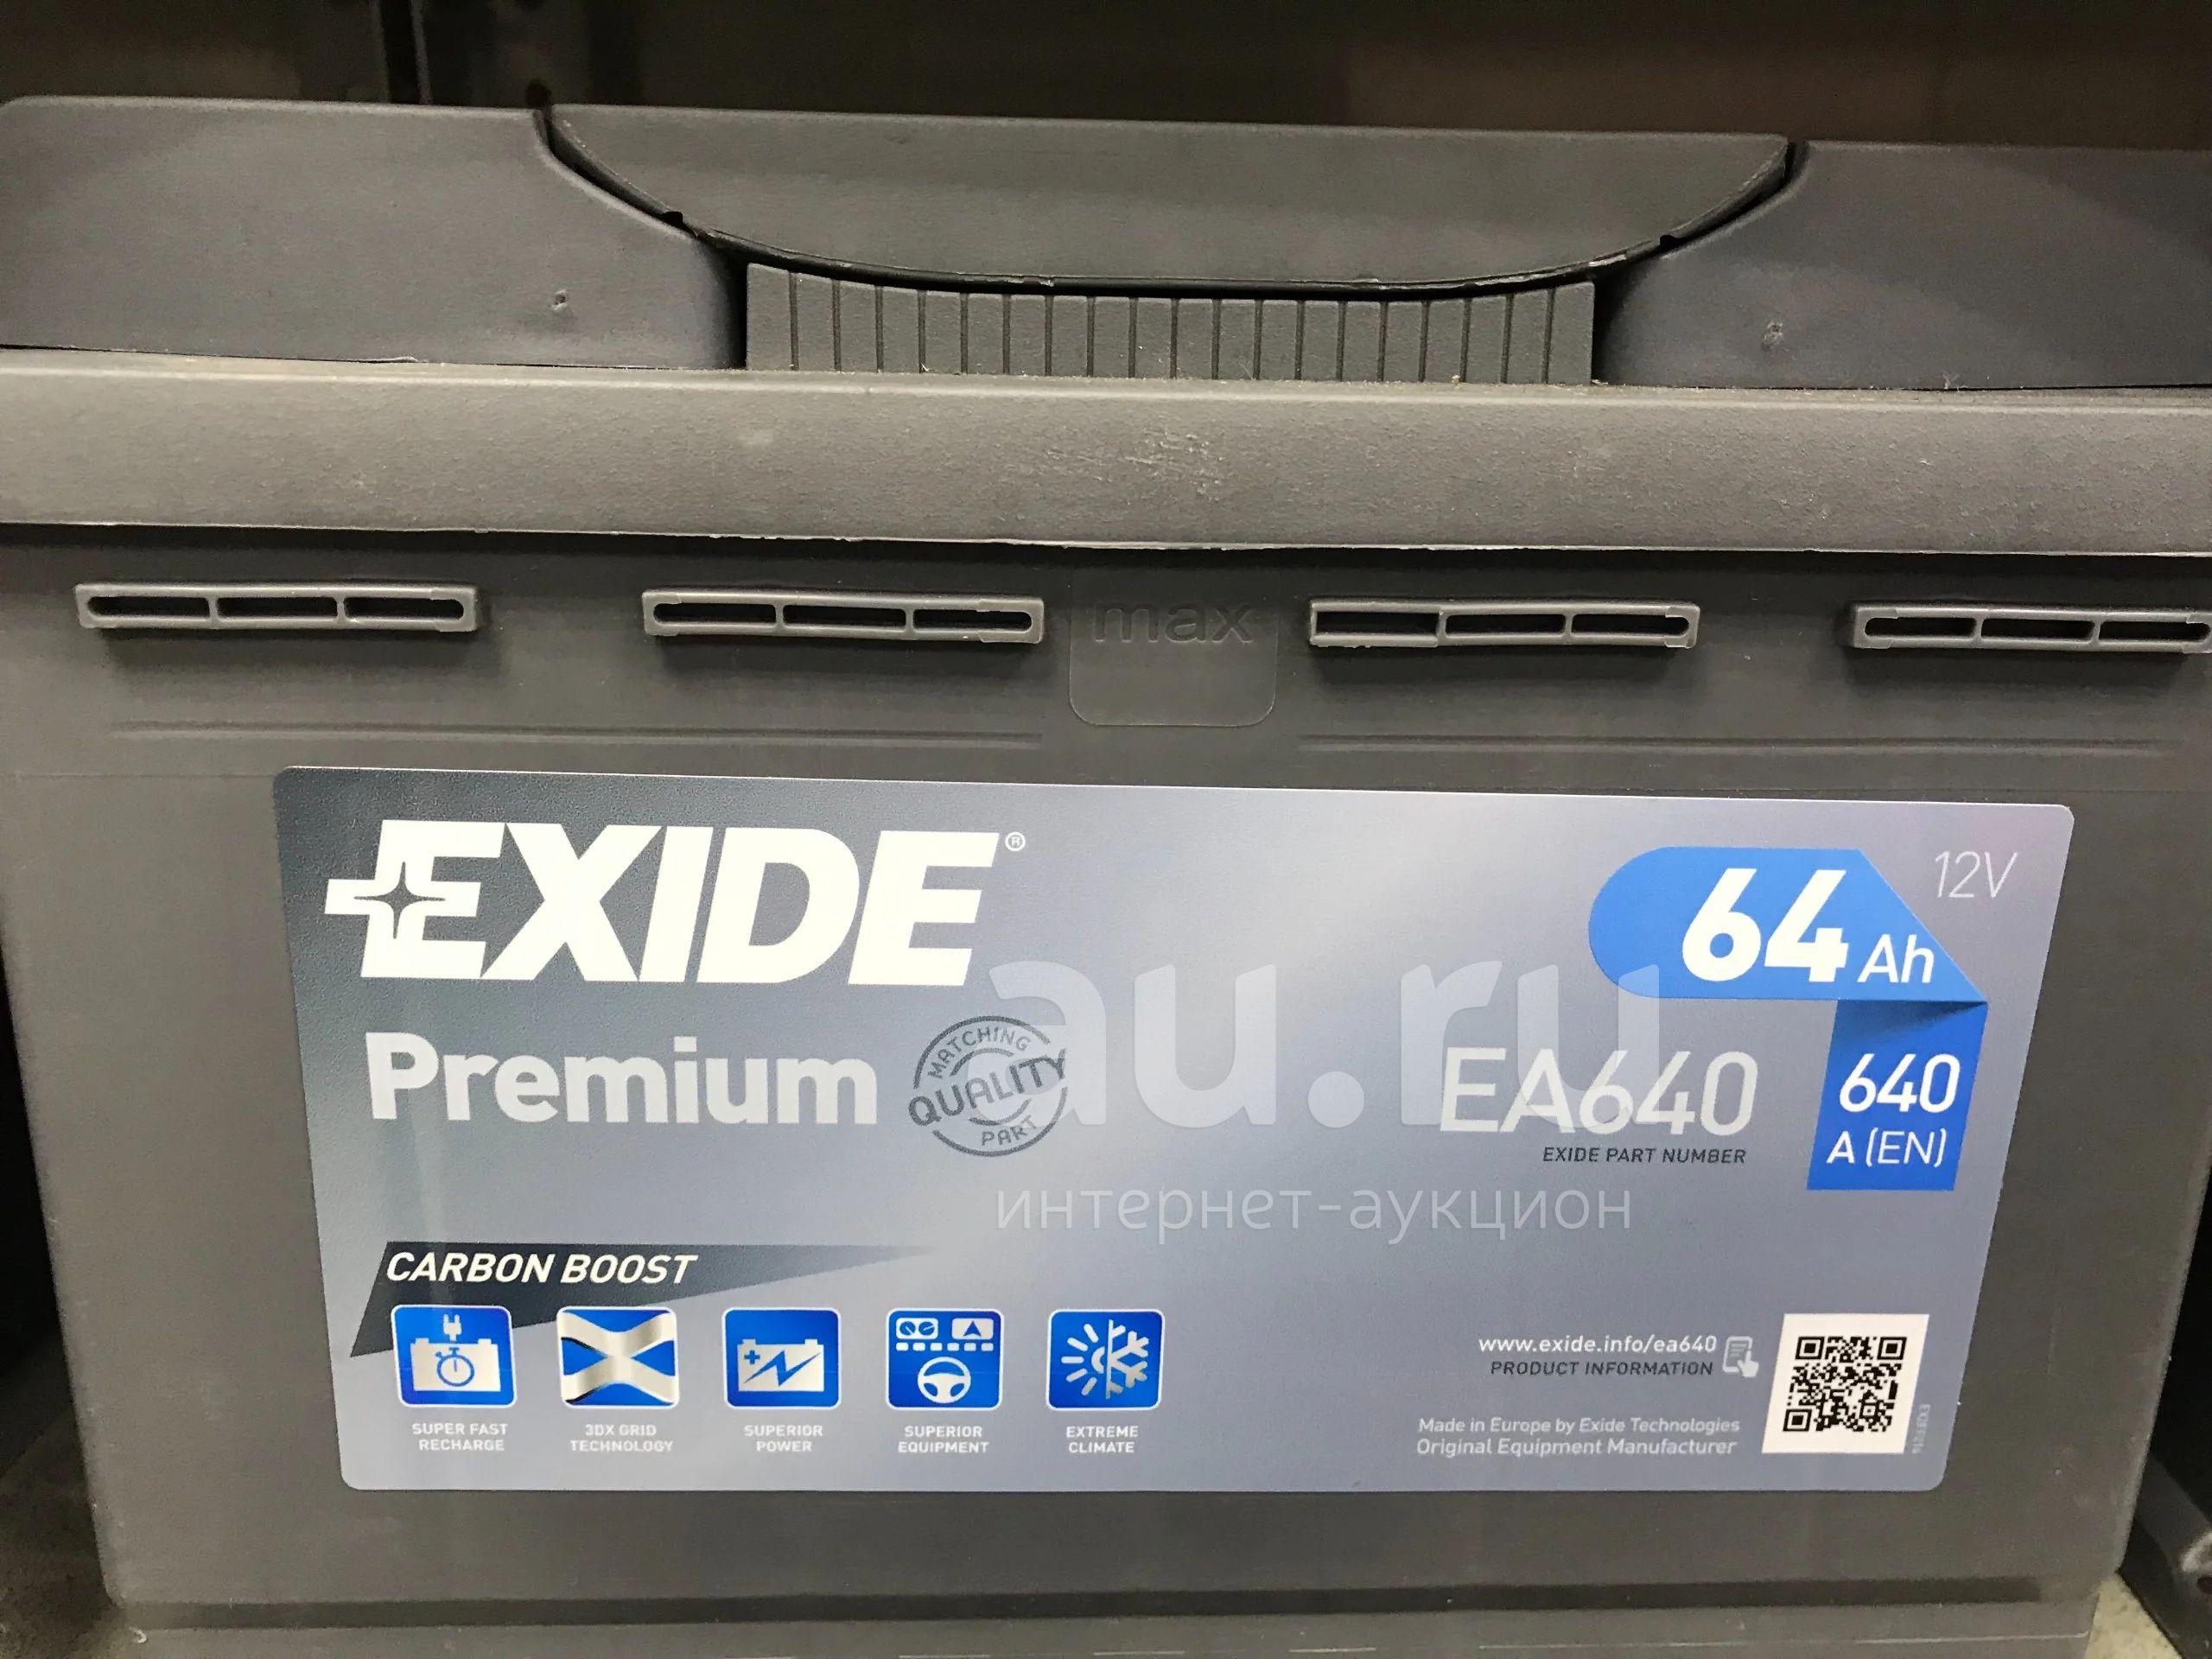 max
EXIDE®
12V
64 Ah
Premium
MATCHING
QUALITY
PART
au.ru
EA640
EXIDE PART NUMBER
640
A (EN)
интернет-аукцион
CARBON BOOST
SUPER FAST
RECHARGE
3DX GRID
TECHNOLOGY
SUPERIOR
POWER
SUPERIOR
EQUIPMENT
EXTREME
CLIMATE
www.exide.info/ea640
PRODUCT INFORMATION
Made in Europe by Exide Technologies
Original Equipment Manufacturer